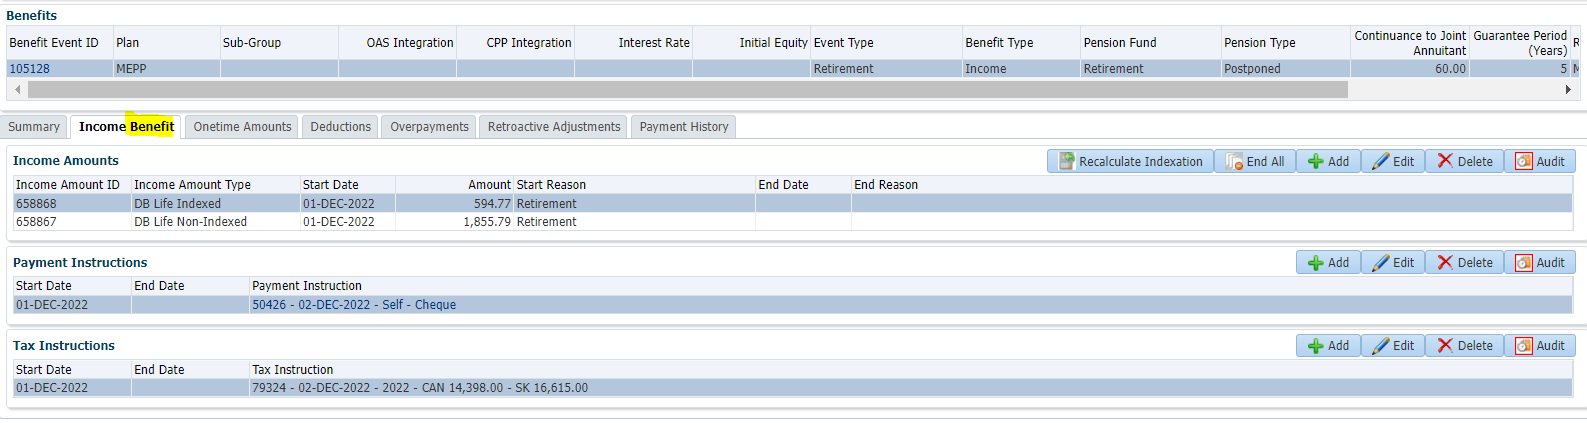 Benefits
Benefit Event ID Plan Sub-Group OAS Integration CPP Integration Interest Rate Initial Equity Event Type Benefit Type Pension Fund Pension Type Continuance to Joint Annuitant Guarantee Period (Years) R
105128 MEPP Retirement Income Retirement Postponed 60.00 5 M
Summary Income Benefit Onetime Amounts Deductions Overpayments Retroactive Adjustments Payment History
Income Amounts Recalculate Indexation End All Add Edit Delete Audit
Income Amount ID Income Amount Type Start Date Amount Start Reason End Date End Reason
658868 DB Life Indexed 01-DEC-2022 594.77 Retirement
658867 DB Life Non-Indexed 01-DEC-2022 1,855.79 Retirement
Payment Instructions Add Edit Delete Audit
Start Date End Date Payment Instruction
01-DEC-2022 50426 - 02-DEC-2022 - Self - Cheque
Tax Instructions Add Edit Delete Audit
Start Date End Date Tax Instruction
01-DEC-2022 79324 - 02-DEC-2022 - 2022 - CAN 14,398.00 - SK 16,615.00